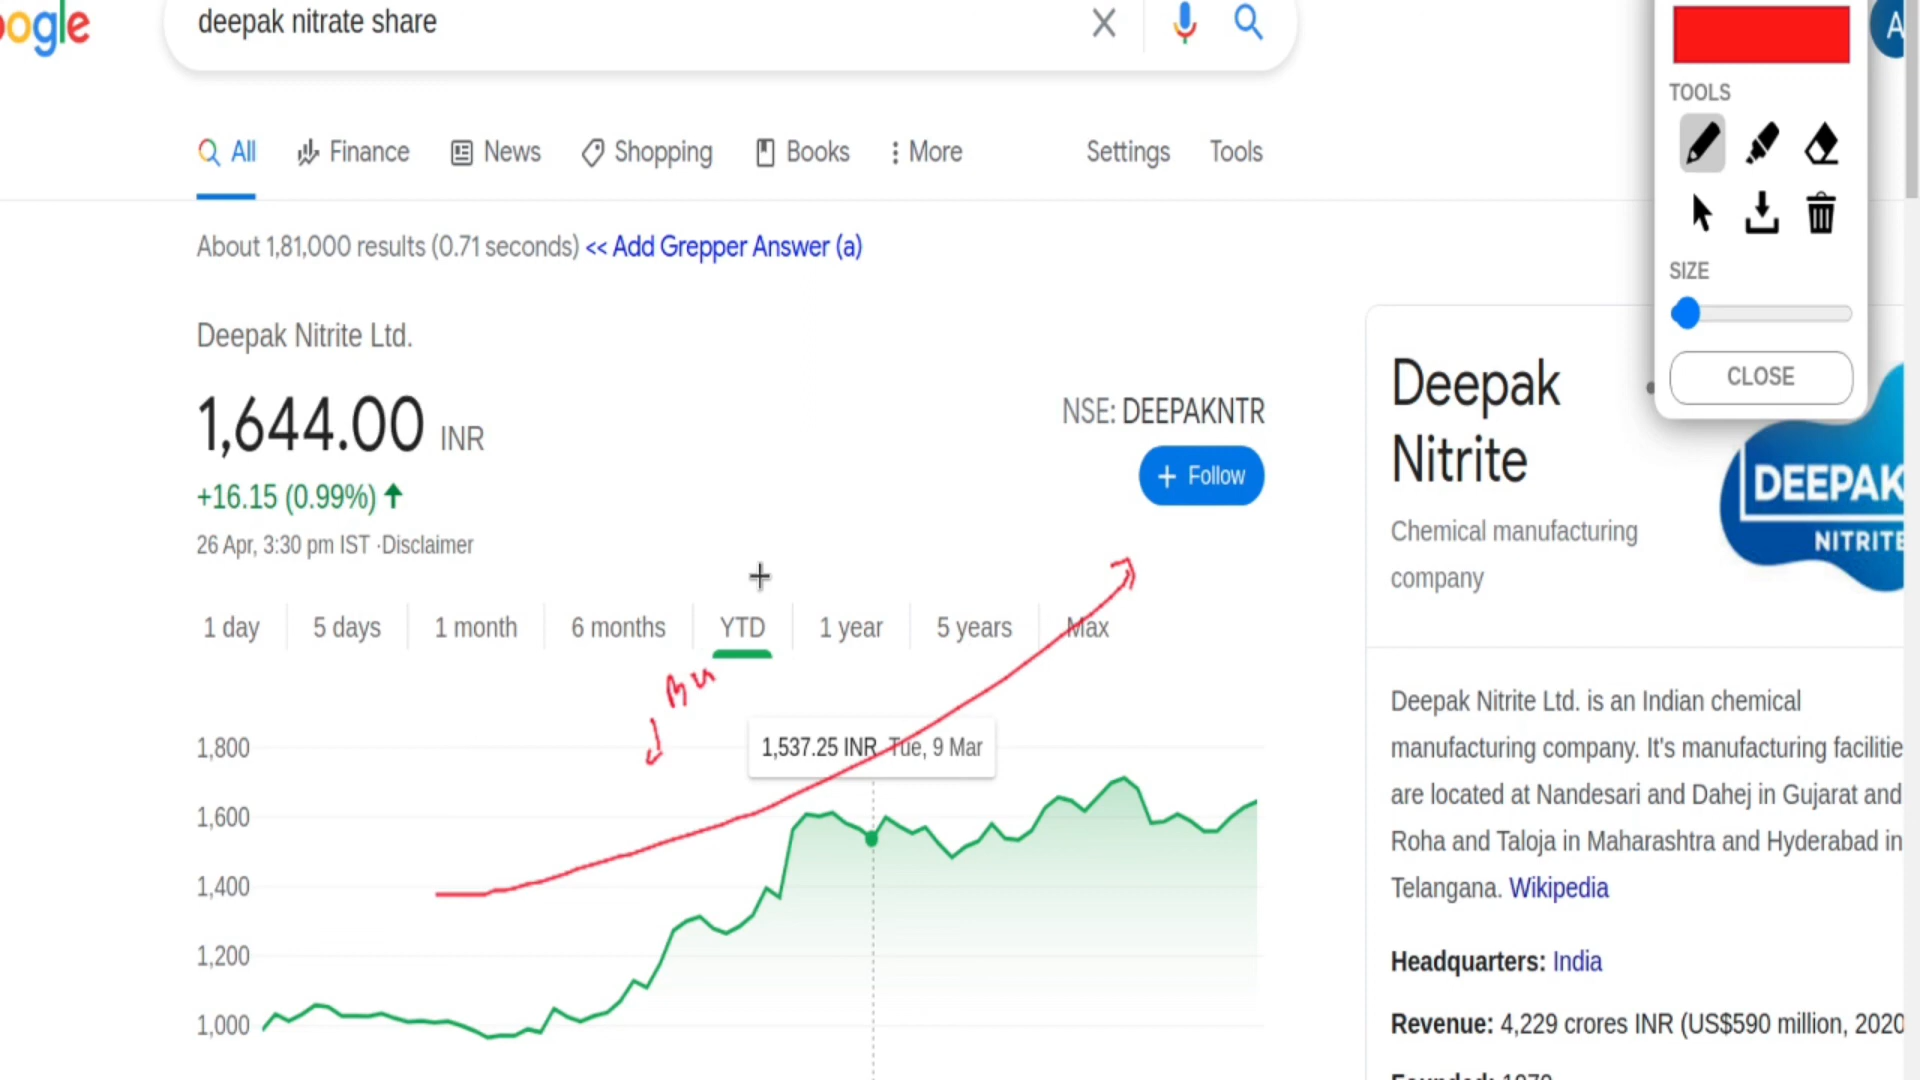 oogle
deepak nitrate share
A
TOOLS
All
Finance
News
Shopping
Books
More
Settings
Tools
About 1,81,000 results (0.71 seconds) << Add Grepper Answer (a)
SIZE
CLOSE
Deepak Nitrite Ltd.
1,644.00 INR
NSE: DEEPAKNTR
+16.15 (0.99%)
Follow
26 Apr, 3:30 pm IST ·Disclaimer
1 day
5 days
1 month
6 months
YTD
1 year
5 years
Max
Bu
1,537.25 INR Tue, 9 Mar
1,800
1,600
1,400
1,200
1,000
Deepak
Nitrite
Chemical manufacturing
company
DEEPAK
NITRITE
Deepak Nitrite Ltd. is an Indian chemical
manufacturing company. It's manufacturing facilitie
are located at Nandesari and Dahej in Gujarat and
Roha and Taloja in Maharashtra and Hyderabad in
Telangana. Wikipedia
Headquarters: India
Revenue: 4,229 crores INR (US$590 million, 2020